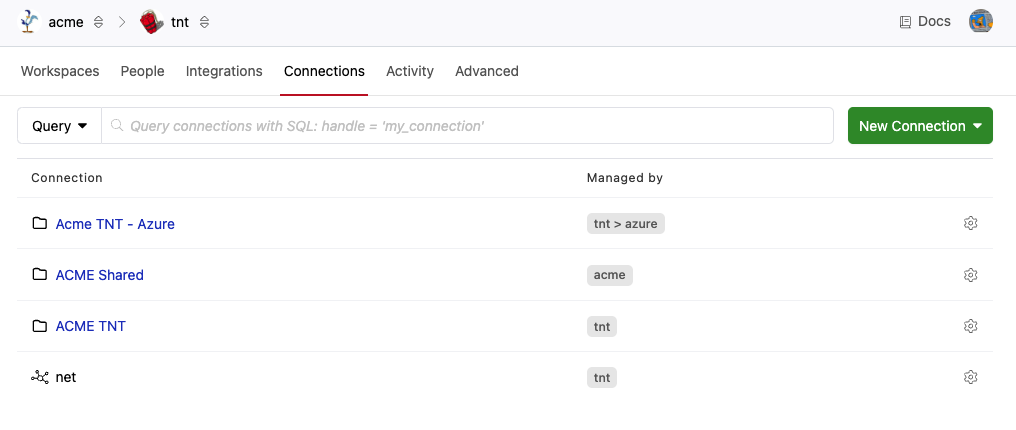 acme tnt Docs
Workspaces People Integrations Connections Activity Advanced
Query Query connections with SQL: handle = 'my_connection' New Connection
Connection Managed by
Acme TNT - Azure tnt > azure
ACME Shared acme
ACME TNT tnt
net tnt